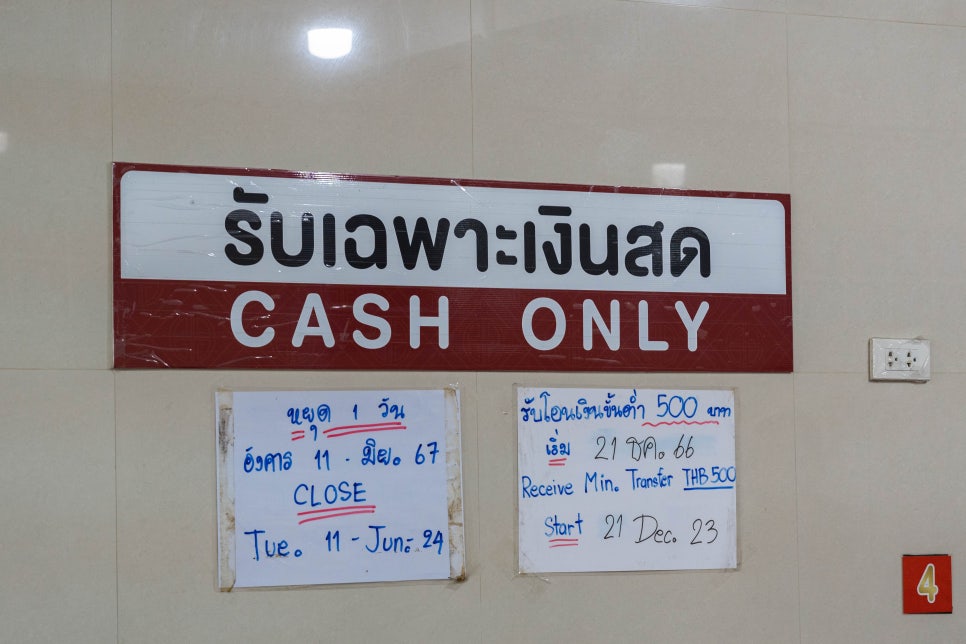 รับเฉพาะเงินสด
CASH ONLY
หยุด 1 วัน
อังคาร 11 - มิย. 67
CLOSE
Tue. 11 - Jun:- 24
รับโอนเงินขั้นต่ำ 500 บาท
เริ่ม 21 ธค. 66
Receive Min. Transfer THB 500
Start 21 Dec. 23
4